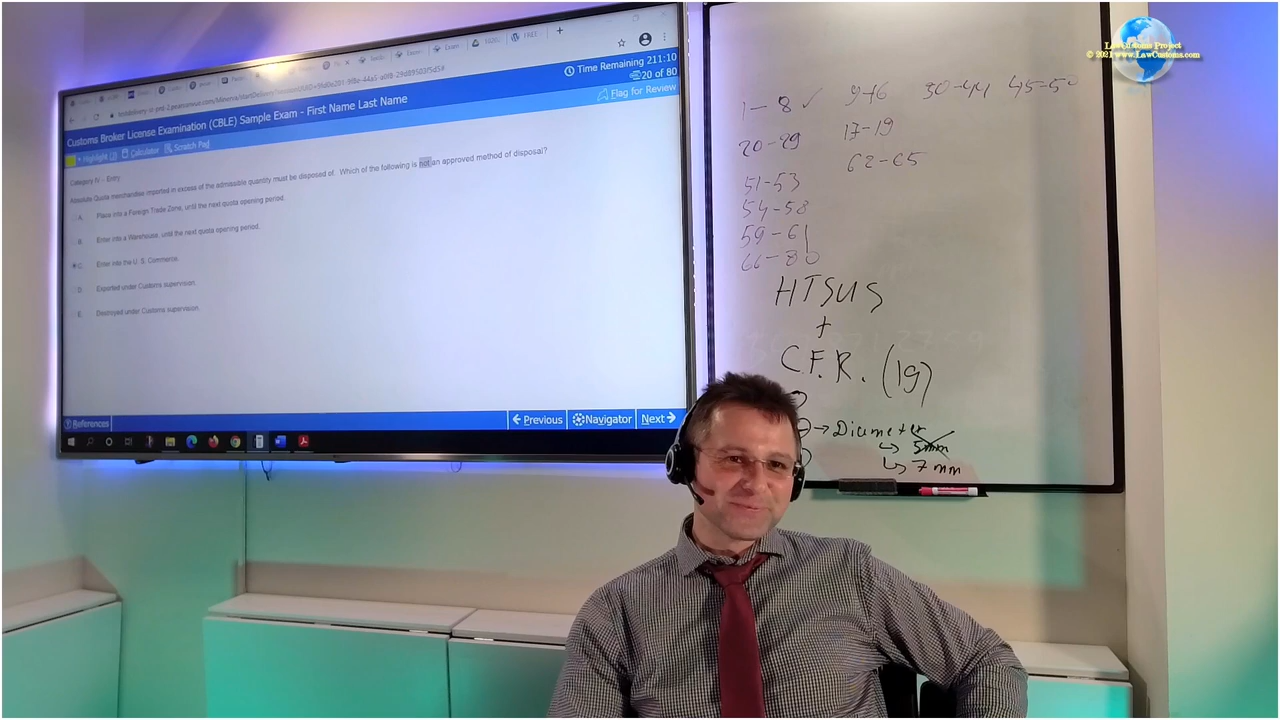 Time Remaining 211:10
20 of 80
Customs Broker License Examination (CBLE) Sample Exam - First Name Last Name
Flag for Review
Calculator Scratch Pad
Category IV - Entry
Absolute Quota merchandise imported in excess of the admissible quantity must be disposed of. Which of the following is not an approved method of disposal?
A. Place into a Foreign Trade Zone, until the next quota opening period.
B. Enter into a Warehouse, until the next quota opening period.
C. Enter into the U. S. Commerce.
D. Exported under Customs supervision.
E. Destroyed under Customs supervision.
References
Previous Navigator Next
LawCustoms Project
© 2021 www.LawCustoms.com
1-8 ✓ 9-16 30-44 45-50
20-29 17-19
62-65
51-53
54-58
59-61
66-80
HTSUS
+
C.F.R. (19)
→ Diameter
↳ 5mm
↳ 7mm